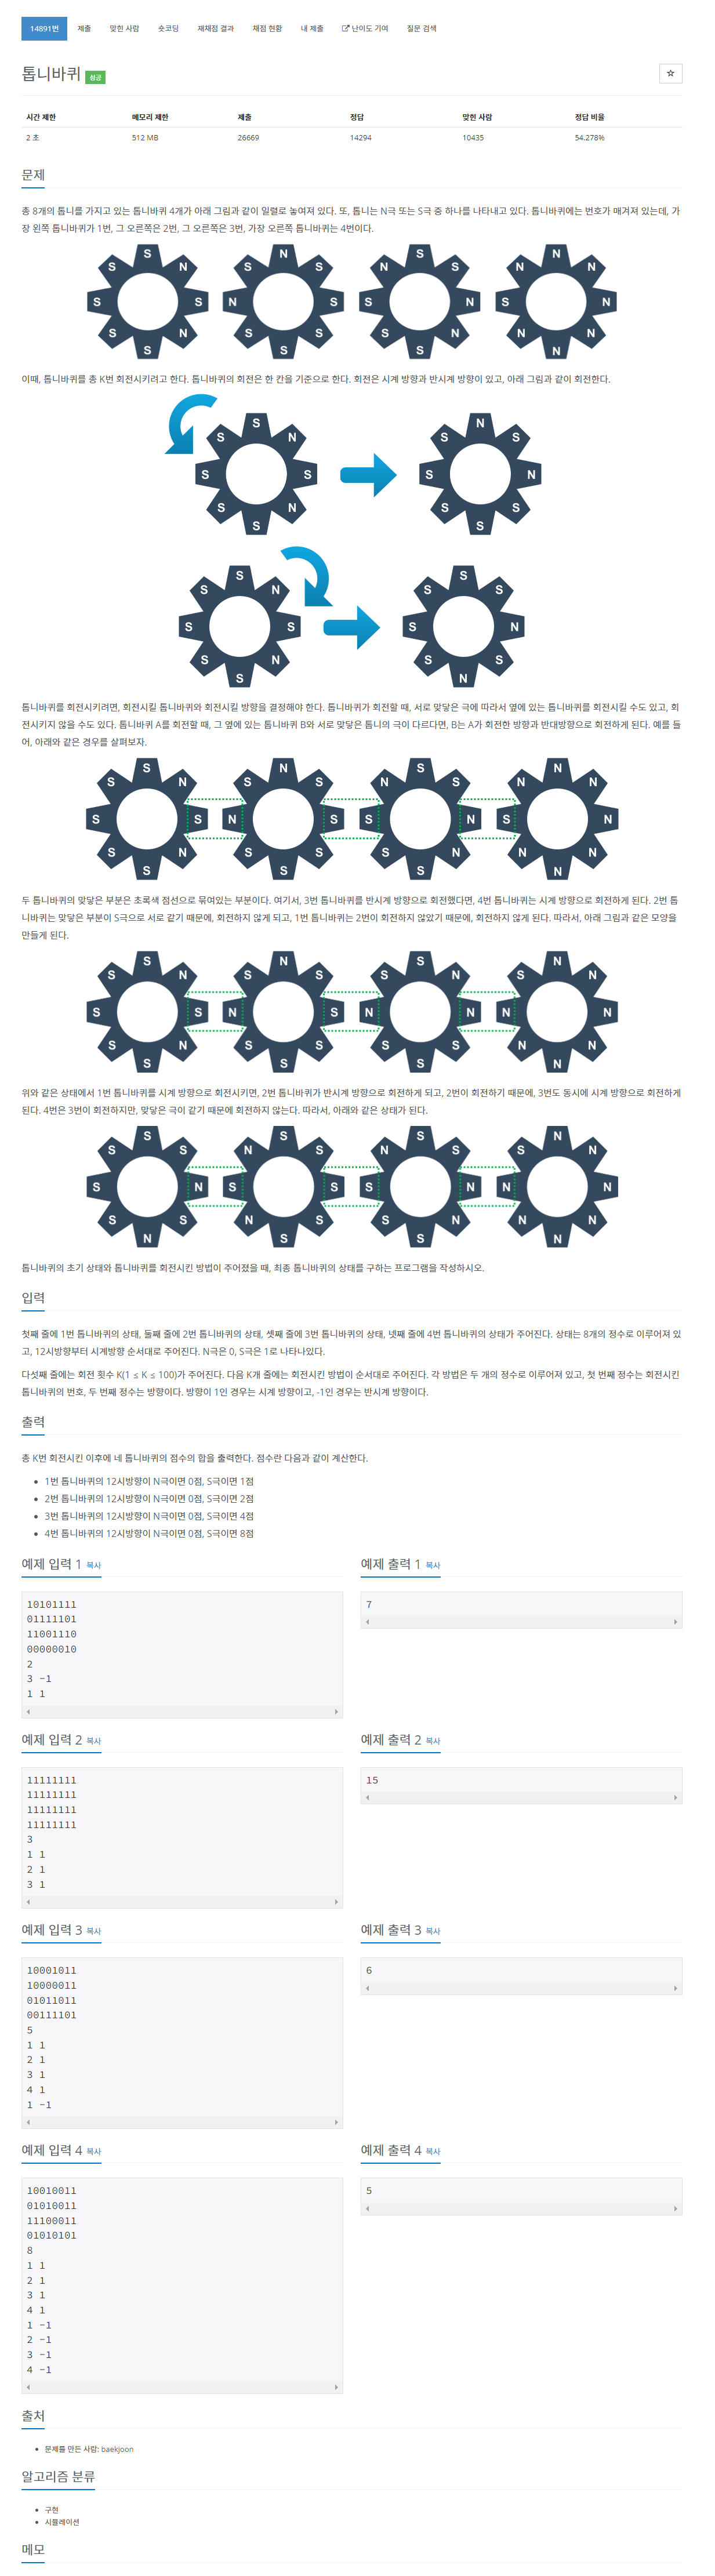 14891번 제출 맞힌 사람 숏코딩 재채점 결과 채점 현황 내 제출 난이도 기여 질문 검색
톱니바퀴 성공
시간 제한 메모리 제한 제출 정답 맞힌 사람 정답 비율
2 초 512 MB 26669 14294 10435 54.278%
문제
총 8개의 톱니를 가지고 있는 톱니바퀴 4개가 아래 그림과 같이 일렬로 놓여져 있다. 또, 톱니는 N극 또는 S극 중 하나를 나타내고 있다. 톱니바퀴에는 번호가 매겨져 있는데, 가
장 왼쪽 톱니바퀴가 1번, 그 오른쪽은 2번, 그 오른쪽은 3번, 가장 오른쪽 톱니바퀴는 4번이다.
S N S N
S N S S N S N N
S S N S S N S N
S N S S S N N N
S S S N
이때, 톱니바퀴를 총 K번 회전시키려고 한다. 톱니바퀴의 회전은 한 칸을 기준으로 한다. 회전은 시계 방향과 반시계 방향이 있고, 아래 그림과 같이 회전한다.
S N
S N S S
S S S N
S N S S
S S
S S
S N S S
S S S N
S N S N
S N
톱니바퀴를 회전시키려면, 회전시킬 톱니바퀴와 회전시킬 방향을 결정해야 한다. 톱니바퀴가 회전할 때, 서로 맞닿은 극에 따라서 옆에 있는 톱니바퀴를 회전시킬 수도 있고, 회
전시키지 않을 수도 있다. 톱니바퀴 A를 회전할 때, 그 옆에 있는 톱니바퀴 B와 서로 맞닿은 톱니의 극이 다르다면, B는 A가 회전한 방향과 반대방향으로 회전하게 된다. 예를 들
어, 아래와 같은 경우를 살펴보자.
S N S N
S N S S N S N N
S S N S S N S N
S N S S S N N N
S S S N
두 톱니바퀴의 맞닿은 부분은 초록색 점선으로 묶여있는 부분이다. 여기서, 3번 톱니바퀴를 반시계 방향으로 회전했다면, 4번 톱니바퀴는 시계 방향으로 회전하게 된다. 2번 톱
니바퀴는 맞닿은 부분이 S극으로 서로 같기 때문에, 회전하지 않게 되고, 1번 톱니바퀴는 2번이 회전하지 않았기 때문에, 회전하지 않게 된다. 따라서, 아래 그림과 같은 모양을
만들게 된다.
S N S N
S N S S N N S N
S S N S N N N N
S N S S S S N N
S S S N
위와 같은 상태에서 1번 톱니바퀴를 시계 방향으로 회전시키면, 2번 톱니바퀴가 반시계 방향으로 회전하게 되고, 2번이 회전하기 때문에, 3번도 동시에 시계 방향으로 회전하게
된다. 4번은 3번이 회전하지만, 맞닿은 극이 같기 때문에 회전하지 않는다. 따라서, 아래와 같은 상태가 된다.
S S N N
S S N S N S S N
S N S S S N N N
S S N S S N N N
N S S N
톱니바퀴의 초기 상태와 톱니바퀴를 회전시킨 방법이 주어졌을 때, 최종 톱니바퀴의 상태를 구하는 프로그램을 작성하시오.
입력
첫째 줄에 1번 톱니바퀴의 상태, 둘째 줄에 2번 톱니바퀴의 상태, 셋째 줄에 3번 톱니바퀴의 상태, 넷째 줄에 4번 톱니바퀴의 상태가 주어진다. 상태는 8개의 정수로 이루어져 있
고, 12시방향부터 시계방향 순서대로 주어진다. N극은 0, S극은 1로 나타나있다.
다섯째 줄에는 회전 횟수 K(1 ≤ K ≤ 100)가 주어진다. 다음 K개 줄에는 회전시킨 방법이 순서대로 주어진다. 각 방법은 두 개의 정수로 이루어져 있고, 첫 번째 정수는 회전시킨
톱니바퀴의 번호, 두 번째 정수는 방향이다. 방향이 1인 경우는 시계 방향이고, -1인 경우는 반시계 방향이다.
출력
총 K번 회전시킨 이후에 네 톱니바퀴의 점수의 합을 출력한다. 점수란 다음과 같이 계산한다.
1번 톱니바퀴의 12시방향이 N극이면 0점, S극이면 1점
2번 톱니바퀴의 12시방향이 N극이면 0점, S극이면 2점
3번 톱니바퀴의 12시방향이 N극이면 0점, S극이면 4점
4번 톱니바퀴의 12시방향이 N극이면 0점, S극이면 8점
예제 입력 1 복사
10101111
01111101
11001110
00000010
2
3 -1
1 1
예제 출력 1 복사
7
예제 입력 2 복사
11111111
11111111
11111111
11111111
3
1 1
2 1
3 1
예제 출력 2 복사
15
예제 입력 3 복사
10001011
10000011
01011011
00111101
5
1 1
2 1
3 1
4 1
1 -1
예제 출력 3 복사
6
예제 입력 4 복사
10010011
01010011
11100011
01010101
8
1 1
2 1
3 1
4 1
1 -1
2 -1
3 -1
4 -1
예제 출력 4 복사
5
출처
문제를 만든 사람: baekjoon
알고리즘 분류
구현
시뮬레이션
메모